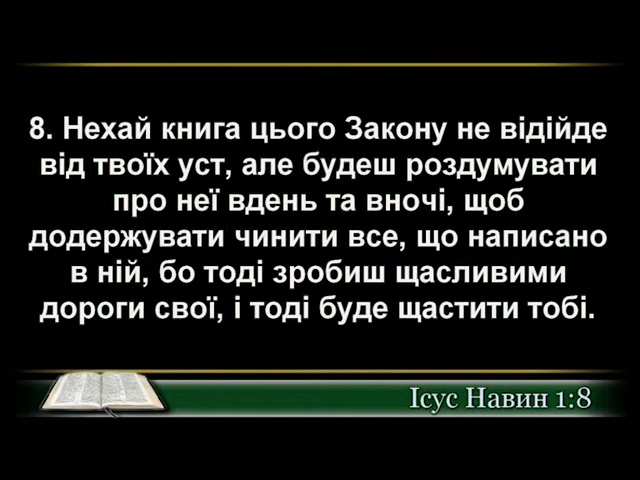 8. Нехай книга цього Закону не відійде
від твоїх уст, але будеш роздумувати
про неї вдень та вночі, щоб
додержувати чинити все, що написано
в ній, бо тоді зробиш щасливими
дороги свої, і тоді буде щастити тобі.
Ісус Навин 1:8